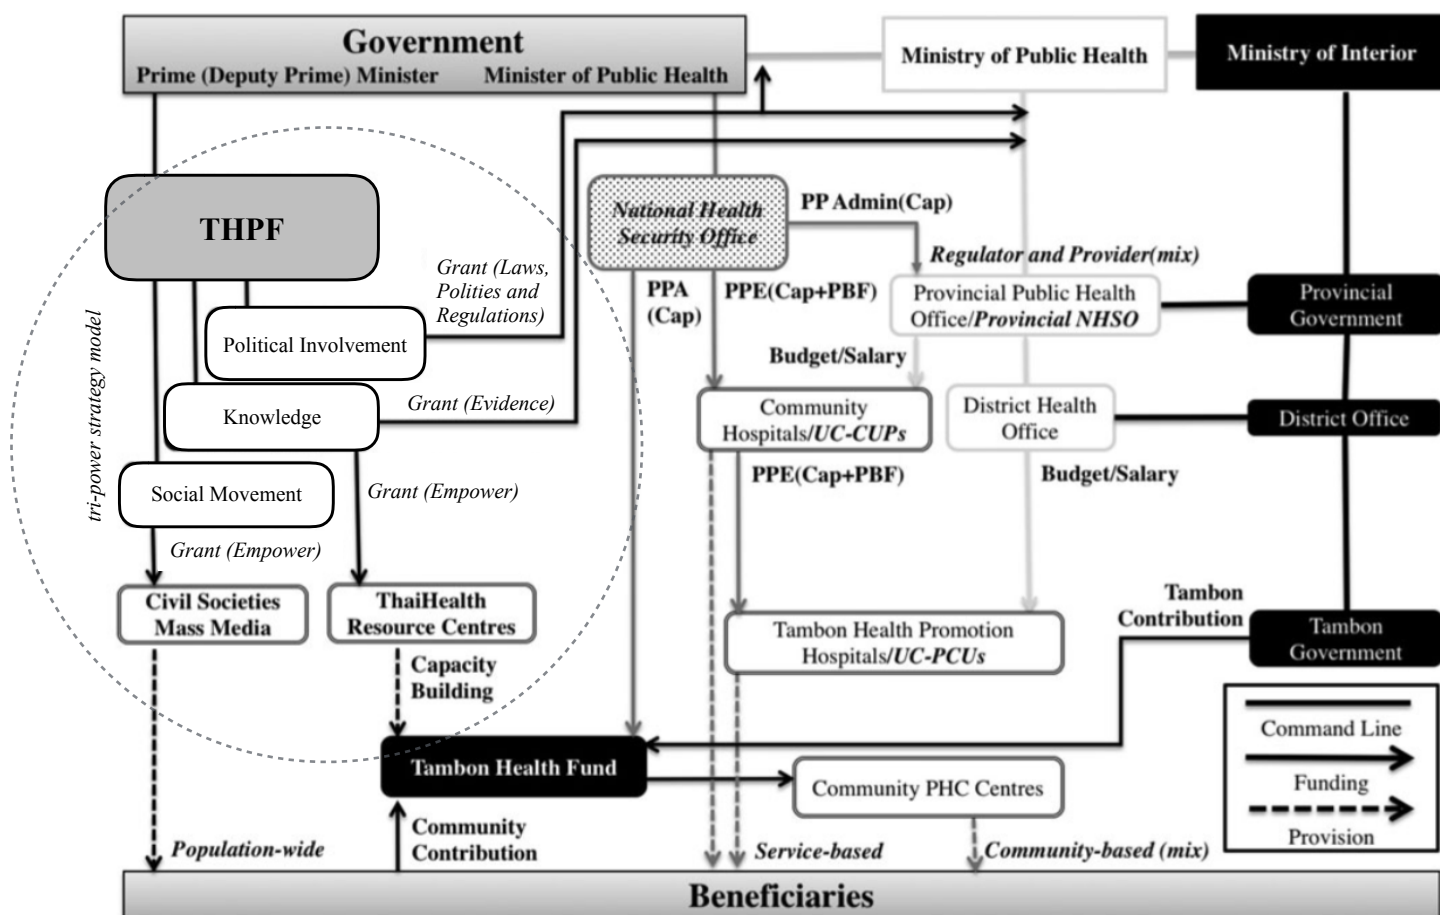 Government
Prime (Deputy Prime) Minister
Minister of Public Health
Ministry of Public Health
Ministry of Interior
THPF
National Health
Security Office
PP Admin(Cap)
Regulator and Provider(mix)
Grant (Laws,
Polities and
Regulations)
PPA
(Cap)
PPE(Cap+PBF)
Provincial Public Health
Office/Provincial NHSO
Provincial
Government
tri-power strategy model
Political Involvement
Budget/Salary
Knowledge
Grant (Evidence)
Community
Hospitals/UC-CUPs
District Health
Office
District Office
Social Movement
Grant (Empower)
PPE(Cap+PBF)
Budget/Salary
Grant (Empower)
Civil Societies
Mass Media
ThaiHealth
Resource Centres
Tambon Health Promotion
Hospitals/UC-PCUs
Tambon
Contribution
Tambon
Government
Capacity
Building
Command Line
Funding
Provision
Tambon Health Fund
Community PHC Centres
Community
Contribution
Population-wide
Service-based
Community-based (mix)
Beneficiaries